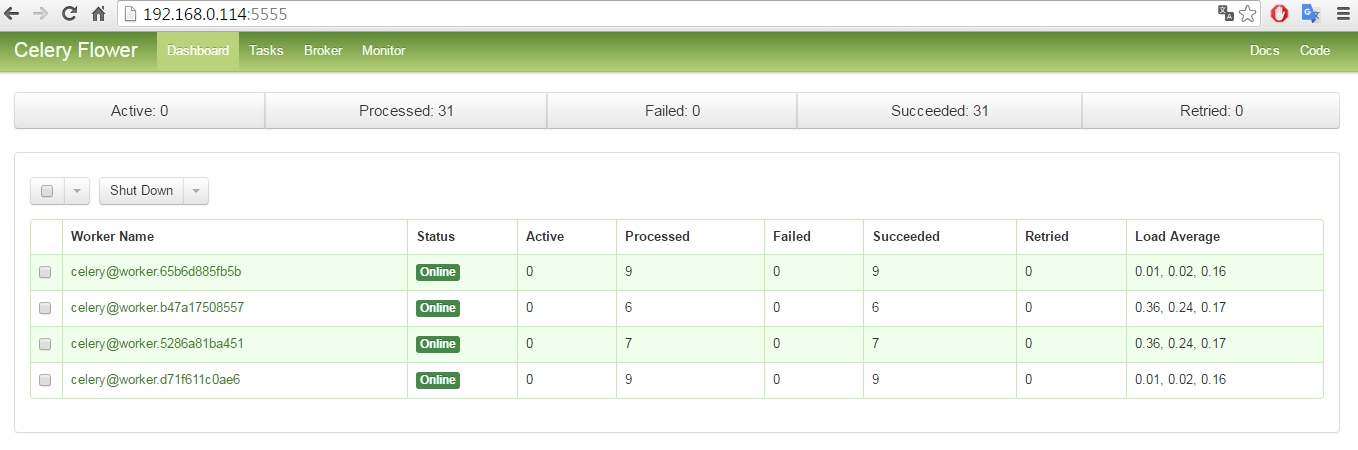 192.168.0.114:5555
Celery Flower Dashboard Tasks Broker Monitor Docs Code
Active: 0 Processed: 31 Failed: 0 Succeeded: 31 Retried: 0
Shut Down
Worker Name Status Active Processed Failed Succeeded Retried Load Average
celery@worker.65b6d885fb5b Online 0 9 0 9 0 0.01, 0.02, 0.16
celery@worker.b47a17508557 Online 0 6 0 6 0 0.36, 0.24, 0.17
celery@worker.5286a81ba451 Online 0 7 0 7 0 0.36, 0.24, 0.17
celery@worker.d71f611c0ae6 Online 0 9 0 9 0 0.01, 0.02, 0.16